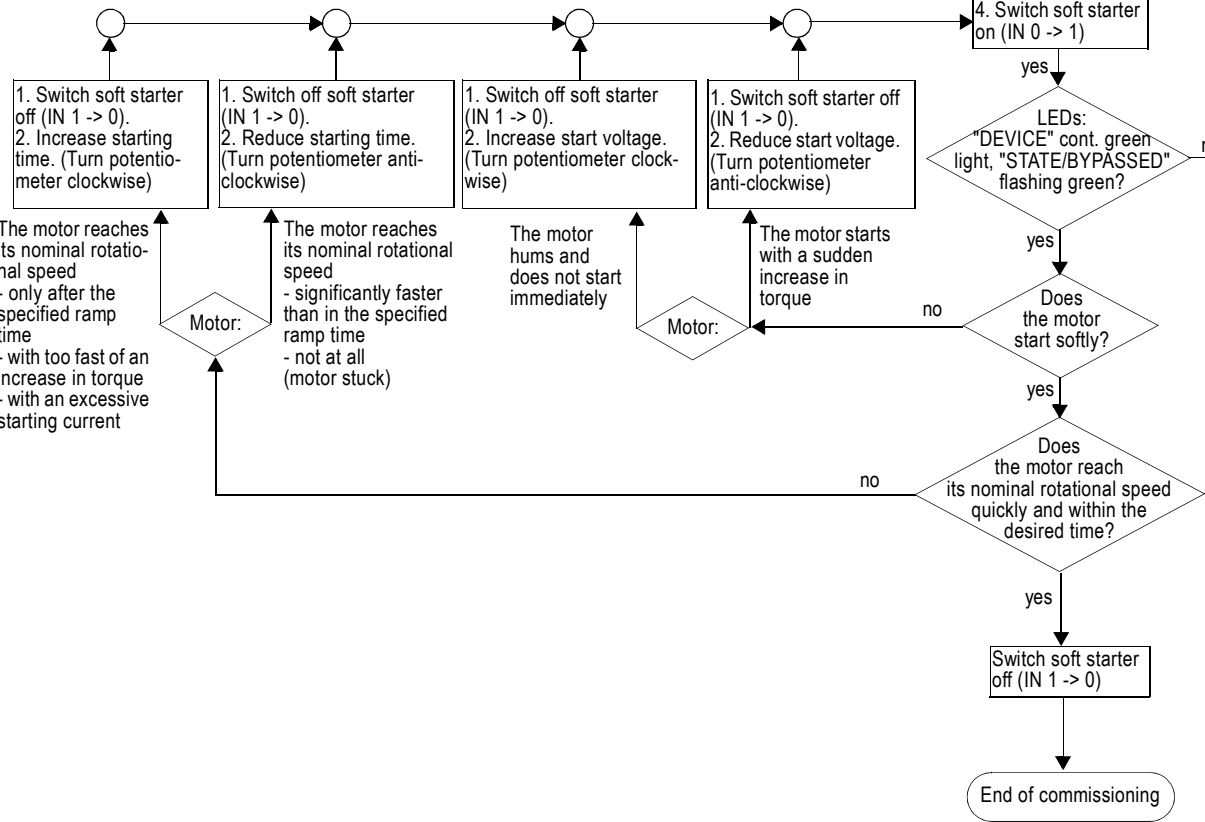 4. Switch soft starter
on (IN 0 -> 1)
yes
1. Switch soft starter
off (IN 1 -> 0).
2. Increase starting
time. (Turn potentio-
meter clockwise)
1. Switch off soft starter
(IN 1 -> 0).
2. Reduce starting time.
(Turn potentiometer anti-
clockwise)
1. Switch off soft starter
(IN 1 -> 0).
2. Increase start voltage.
(Turn potentiometer clock-
wise)
1. Switch soft starter off
(IN 1 -> 0).
2. Reduce start voltage.
(Turn potentiometer
anti-clockwise)
LEDs:
"DEVICE" cont. green
light, "STATE/BYPASSED"
flashing green?
The motor reaches
its nominal rotatio-
nal speed
- only after the
specified ramp
time
- with too fast of an
increase in torque
- with an excessive
starting current
Motor:
The motor reaches
its nominal rotational
speed
- significantly faster
than in the specified
ramp time
- not at all
(motor stuck)
The motor
hums and
does not start
immediately
Motor:
The motor starts
with a sudden
increase in
torque
yes
no
Does
the motor
start softly?
yes
no
Does
the motor reach
its nominal rotational speed
quickly and within the
desired time?
yes
Switch soft starter
off (IN 1 -> 0)
End of commissioning